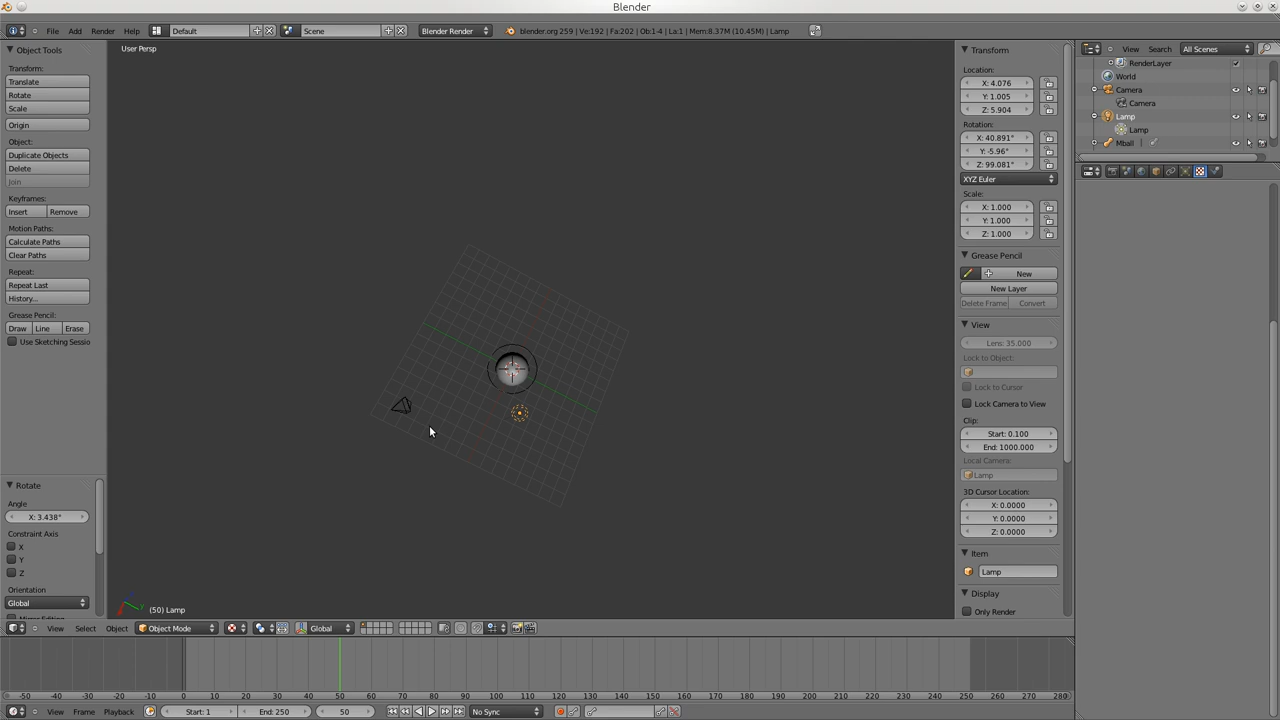 Blender
File Add Render Help Default Scene Blender Render blender.org 259 | Ve:192 | Fa:202 | Ob:1-4 | La:1 | Mem:8.37M (10.45M) | Lamp
Object Tools
Transform:
Translate
Rotate
Scale
Origin
Object:
Duplicate Objects
Delete
Join
Keyframes:
Insert Remove
Motion Paths:
Calculate Paths
Clear Paths
Repeat:
Repeat Last
History...
Grease Pencil:
Draw Line Erase
Use Sketching Sessio
Rotate
Angle
X: 3.438°
Constraint Axis
X
Y
Z
Orientation
Global
User Persp
(50) Lamp
Transform
Location:
X: 4.076
Y: 1.005
Z: 5.904
Rotation:
X: 40.891°
Y: -5.96°
Z: 99.081°
XYZ Euler
Scale:
X: 1.000
Y: 1.000
Z: 1.000
Grease Pencil
New
New Layer
Delete Frame Convert
View
Lens: 35.000
Lock to Object:
Lock to Cursor
Lock Camera to View
Clip:
Start: 0.100
End: 1000.000
Local Camera:
Lamp
3D Cursor Location:
X: 0.0000
Y: 0.0000
Z: 0.0000
Item
Lamp
Display
Only Render
View Search All Scenes
RenderLayer
World
Camera
Camera
Lamp
Lamp
Mball
View Select Object Object Mode Global
-50 -40 -30 -20 -10 0 10 20 30 40 50 60 70 80 90 100 110 120 130 140 150 160 170 180 190 200 210 220 230 240 250 260 270 280
View Frame Playback Start: 1 End: 250 50 No Sync